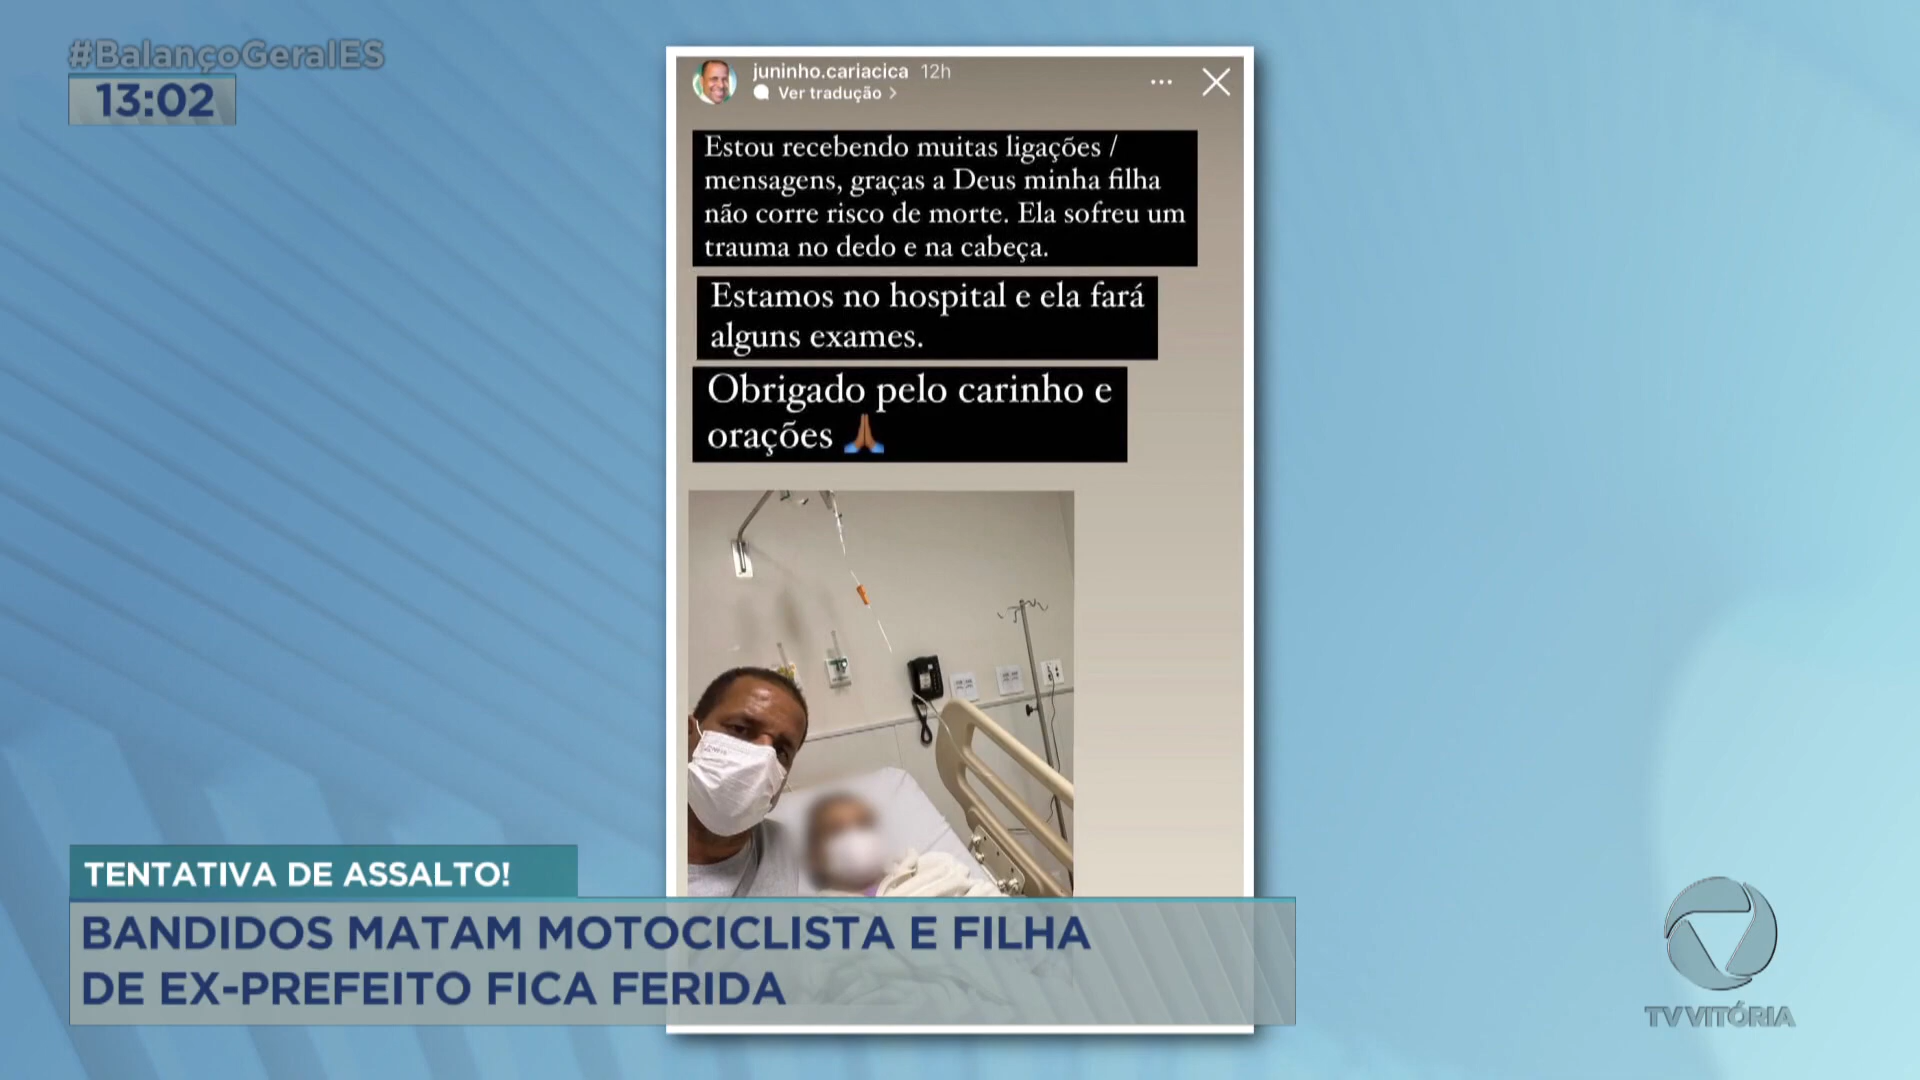 #BalançoGeralES
13:02
juninho.cariacica 12h
Ver tradução >
Estou recebendo muitas ligações /
mensagens, graças a Deus minha filha
não corre risco de morte. Ela sofreu um
trauma no dedo e na cabeça.
Estamos no hospital e ela fará
alguns exames.
Obrigado pelo carinho e
orações 🙏🏾
TENTATIVA DE ASSALTO!
BANDIDOS MATAM MOTOCICLISTA E FILHA
DE EX-PREFEITO FICA FERIDA
TV VITÓRIA